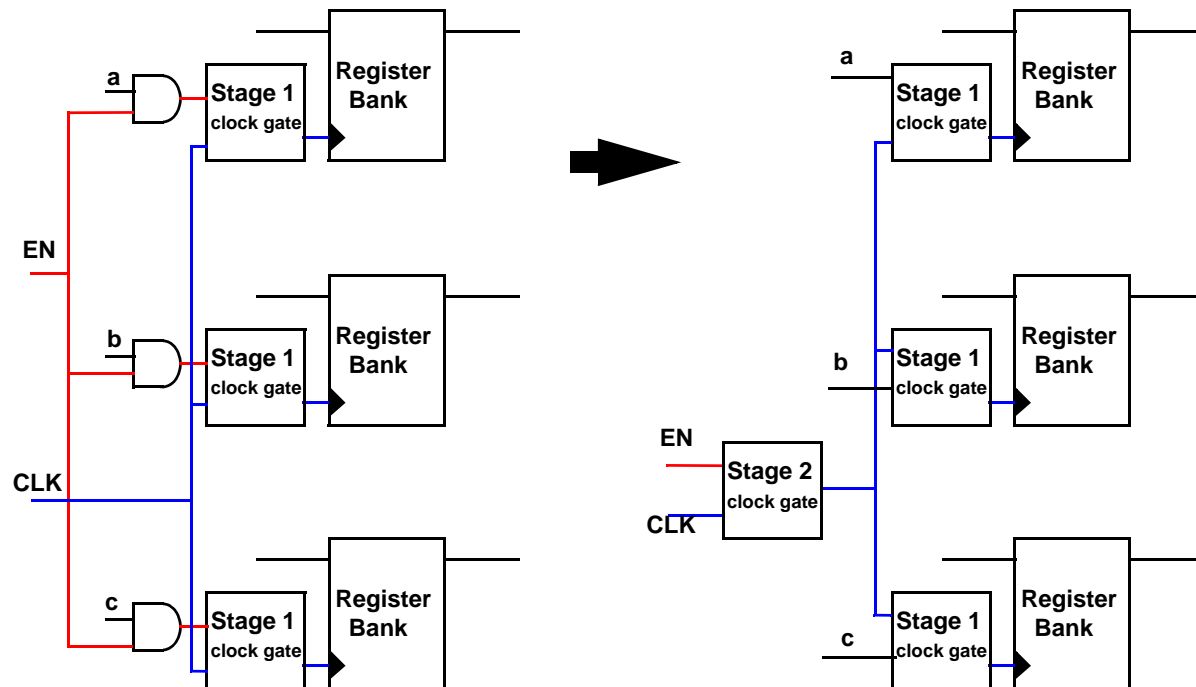 a
Stage 1
clock gate
Register
Bank
EN
b
Stage 1
clock gate
Register
Bank
CLK
c
Stage 1
clock gate
Register
Bank
a
Stage 1
clock gate
Register
Bank
b
Stage 1
clock gate
Register
Bank
EN
Stage 2
clock gate
CLK
c
Stage 1
clock gate
Register
Bank